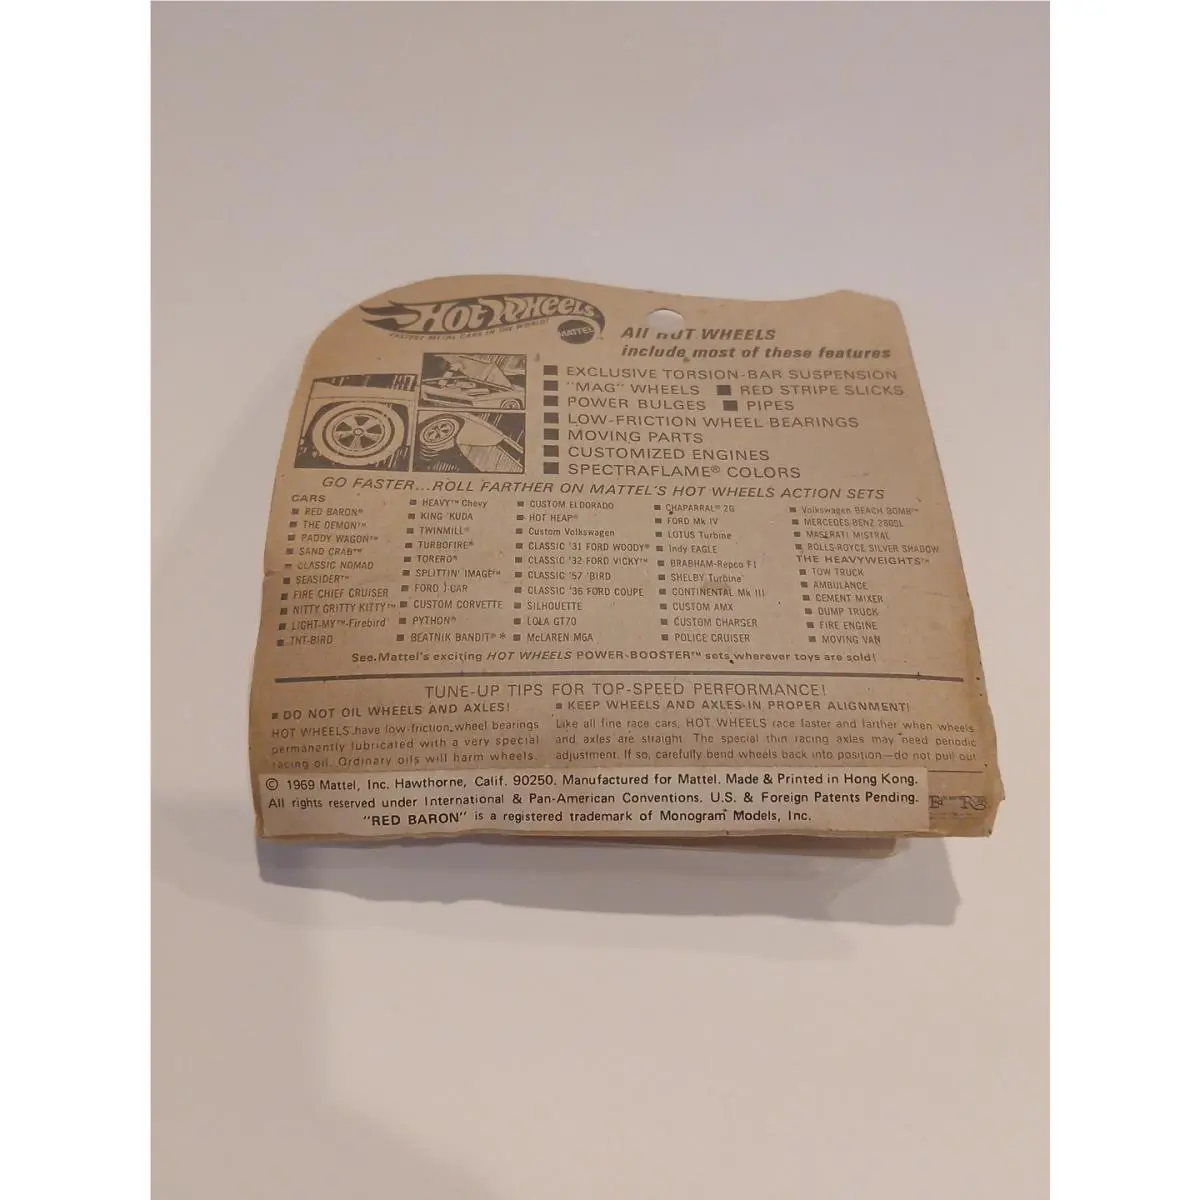 Hot Wheels
FASTEST METAL CARS IN THE WORLD!
MATTEL
All HOT WHEELS
include most of these features
EXCLUSIVE TORSION-BAR SUSPENSION
"MAG" WHEELS ■ RED STRIPE SLICKS
POWER BULGES ■ PIPES
LOW-FRICTION WHEEL BEARINGS
MOVING PARTS
CUSTOMIZED ENGINES
SPECTRAFLAME® COLORS
GO FASTER...ROLL FARTHER ON MATTEL'S HOT WHEELS ACTION SETS
CARS
RED BARON®
THE DEMON™
PADDY WAGON™
SAND CRAB™
CLASSIC NOMAD
SEASIDER™
FIRE CHIEF CRUISER
NITTY GRITTY KITTY™
LIGHT-MY™-Firebird
TNT-BIRD
HEAVY™ Chevy
KING 'KUDA
TWINMILL®
TURBOFIRE®
TORERO®
SPLITTIN' IMAGE™
FORD J-CAR
CUSTOM CORVETTE
PYTHON®
BEATNIK BANDIT® *
CUSTOM ELDORADO
HOT HEAP®
Custom Volkswagen
CLASSIC '31 FORD WOODY®
CLASSIC '32 FORD VICKY™
CLASSIC '57 'BIRD
CLASSIC '36 FORD COUPE
SILHOUETTE
LOLA GT70
McLAREN M6A
CHAPARRAL® 2G
FORD Mk IV
LOTUS Turbine
Indy EAGLE
BRABHAM-Repco F1
SHELBY Turbine
CONTINENTAL Mk III
CUSTOM AMX
CUSTOM CHARGER
POLICE CRUISER
Volkswagen BEACH BOMB™
MERCEDES-BENZ 280SL
MASERATI MISTRAL
ROLLS-ROYCE SILVER SHADOW
THE HEAVYWEIGHTS™
TOW TRUCK
AMBULANCE
CEMENT MIXER
DUMP TRUCK
FIRE ENGINE
MOVING VAN
See Mattel's exciting HOT WHEELS POWER-BOOSTER™ sets wherever toys are sold!
TUNE-UP TIPS FOR TOP-SPEED PERFORMANCE!
DO NOT OIL WHEELS AND AXLES!
HOT WHEELS have low-friction wheel bearings
permanently lubricated with a very special
racing oil. Ordinary oils will harm wheels.
KEEP WHEELS AND AXLES IN PROPER ALIGNMENT!
Like all fine race cars, HOT WHEELS race faster and farther when wheels
and axles are straight. The special thin racing axles may need periodic
adjustment. If so, carefully bend wheels back into position—do not pull out
© 1969 Mattel, Inc. Hawthorne, Calif. 90250. Manufactured for Mattel. Made & Printed in Hong Kong.
All rights reserved under International & Pan-American Conventions. U.S. & Foreign Patents Pending.
"RED BARON" is a registered trademark of Monogram Models, Inc.